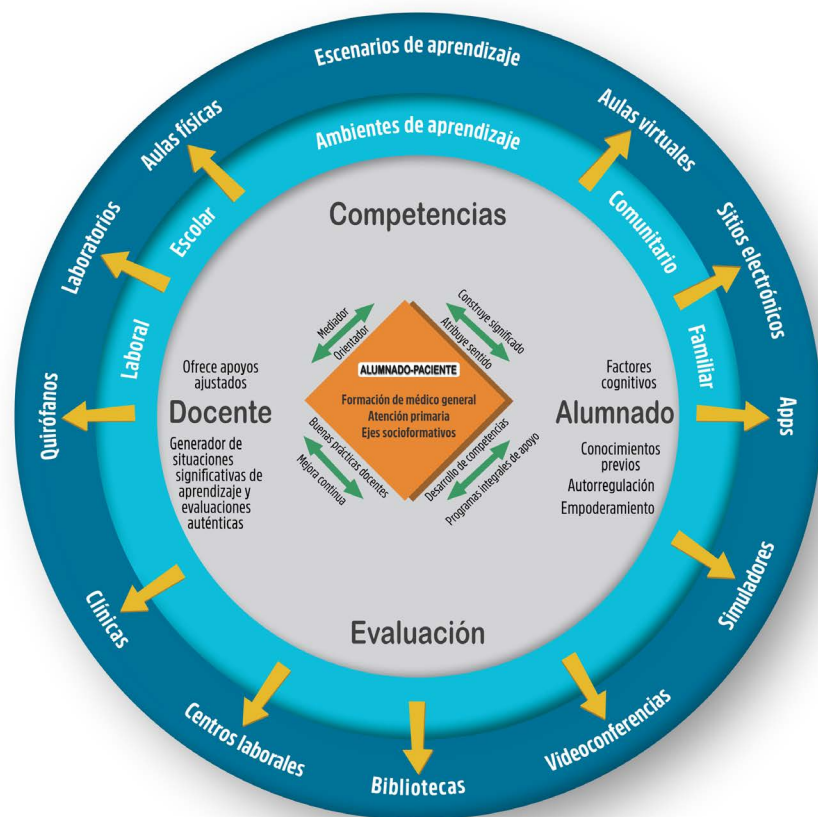 Escenarios de aprendizaje
Aulas físicas
Aulas virtuales
Laboratorios
Sitios electrónicos
Quirófanos
Apps
Clínicas
Simuladores
Centros laborales
Videoconferencias
Bibliotecas
Ambientes de aprendizaje
Escolar
Comunitario
Laboral
Familiar
Competencias
Mediador
Orientador
Construye significado
Atribuye sentido
ALUMNADO-PACIENTE
Formación de médico general
Atención primaria
Ejes socioformativos
Ofrece apoyos
ajustados
Docente
Generador de
situaciones
significativas de
aprendizaje y
evaluaciones
auténticas
Factores
cognitivos
Alumnado
Conocimientos
previos
Autorregulación
Empoderamiento
Buenas prácticas docentes
Mejora continua
Desarrollo de competencias
Programas integrales de apoyo
Evaluación